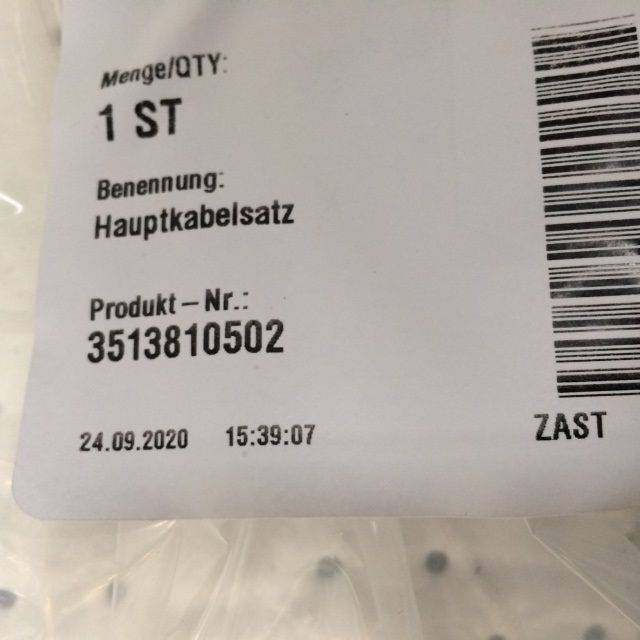 Menge/QTY:
1 ST
Benennung:
Hauptkabelsatz
Produkt – Nr.:
3513810502
24.09.2020 15:39:07
ZAST